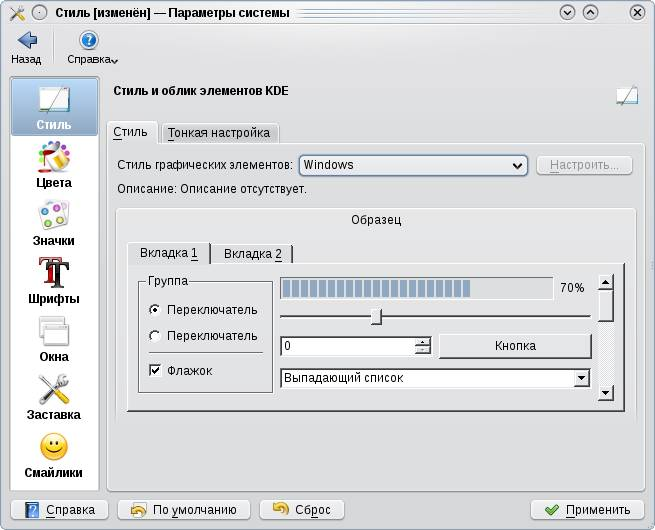 Стиль [изменён] — Параметры системы
Назад
Справка
Стиль
Цвета
Значки
Шрифты
Окна
Заставка
Смайлики
Стиль и облик элементов KDE
Стиль
Тонкая настройка
Стиль графических элементов: Windows Настроить...
Описание: Описание отсутствует.
Образец
Вкладка 1
Вкладка 2
Группа
Переключатель
Переключатель
Флажок
70%
0
Кнопка
Выпадающий список
Справка
По умолчанию
Сброс
Применить